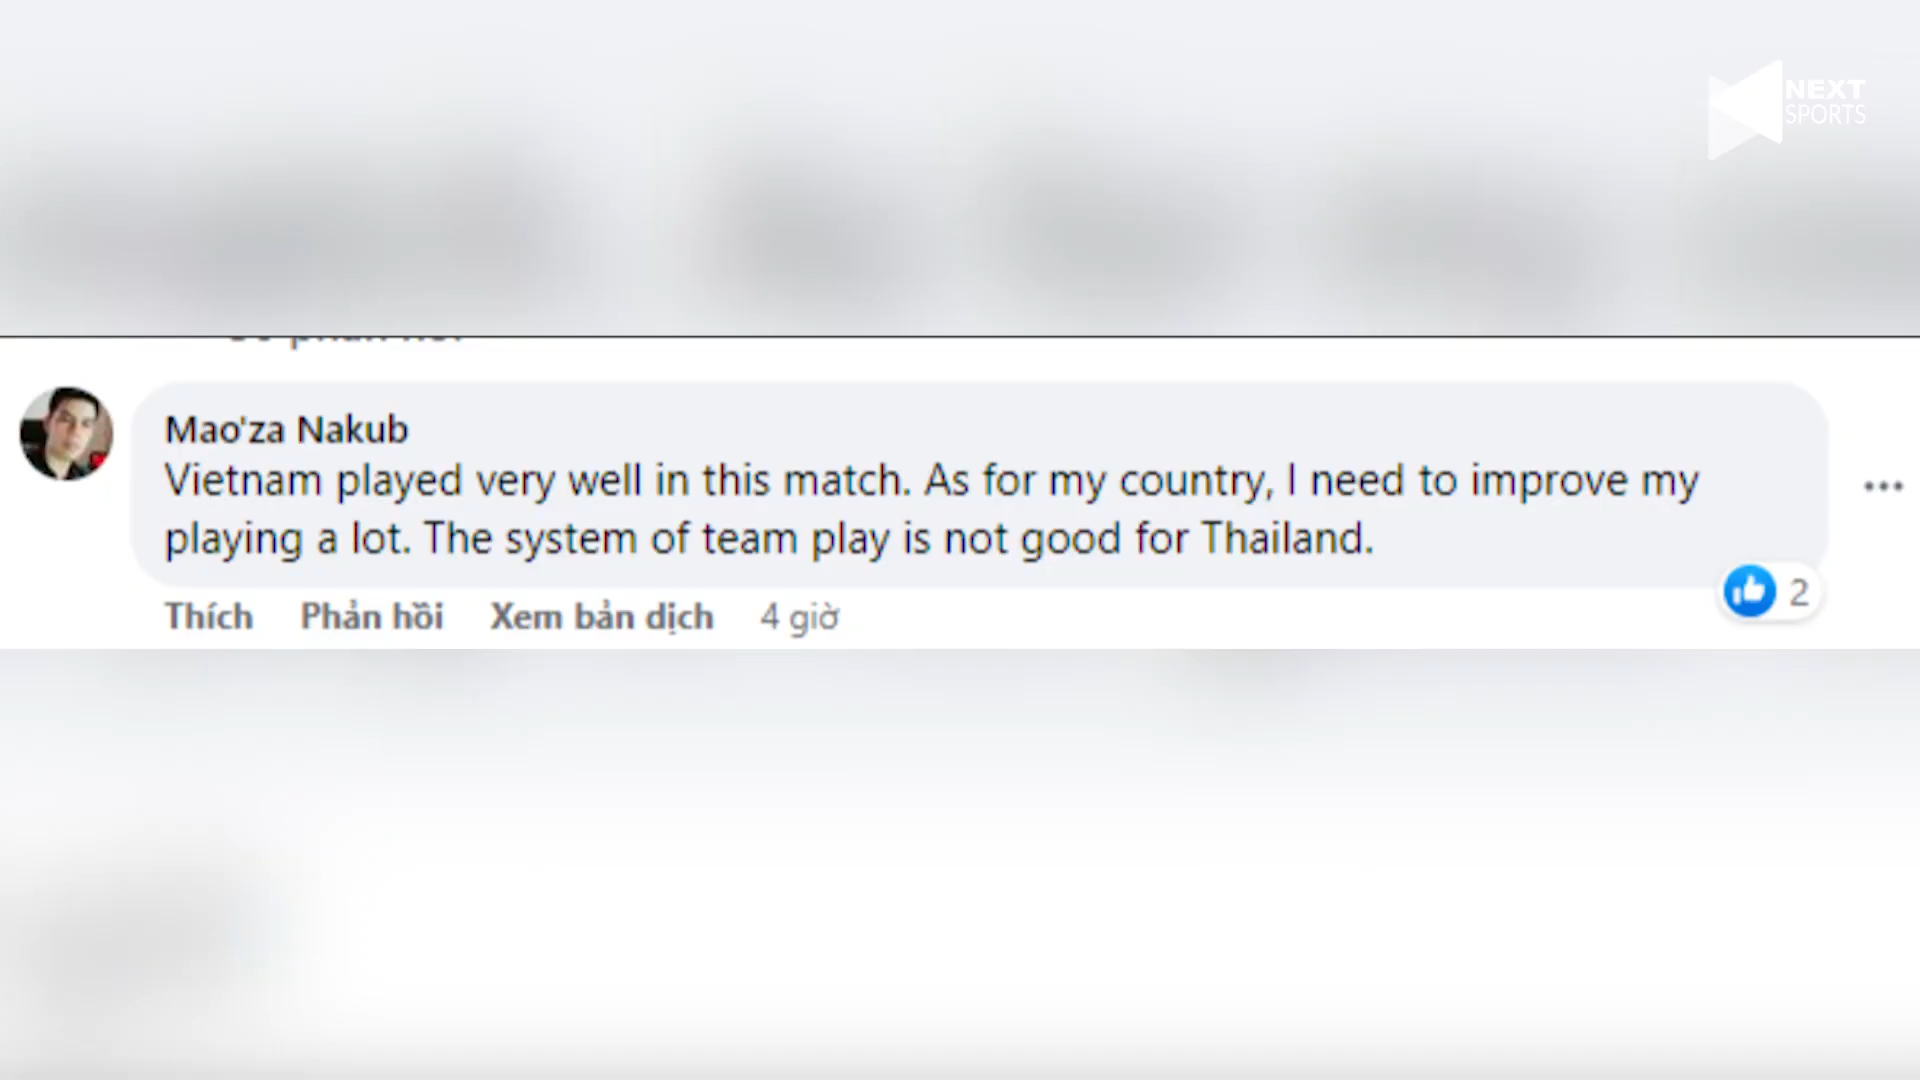 NEXT
SPORTS
Mao'za Nakub
Vietnam played very well in this match. As for my country, I need to improve my
playing a lot. The system of team play is not good for Thailand.
2
Thích Phản hồi Xem bản dịch 4 giờ